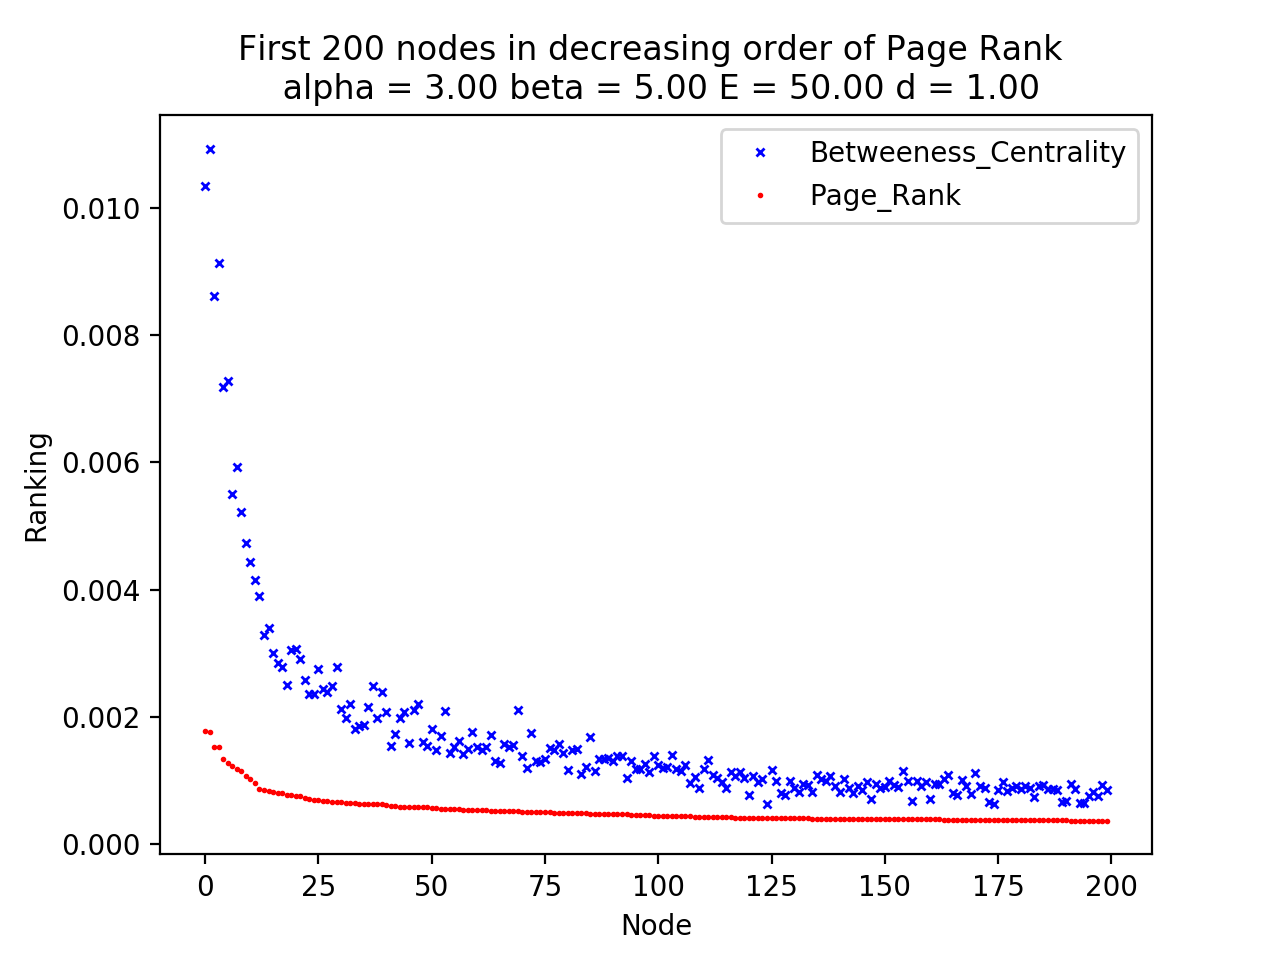 First 200 nodes in decreasing order of Page Rank
alpha = 3.00 beta = 5.00 E = 50.00 d = 1.00
Betweeness_Centrality
Page_Rank
0.010
0.008
0.006
0.004
0.002
0.000
Ranking
0 25 50 75 100 125 150 175 200
Node